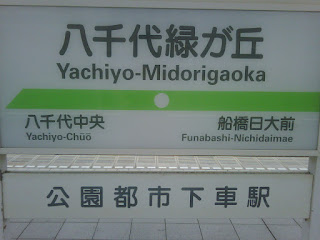 八千代緑が丘
Yachiyo-Midorigaoka
八千代中央 船橋日大前
Yachiyo-Chūō Funabashi-Nichidaimae
公園都市下車駅